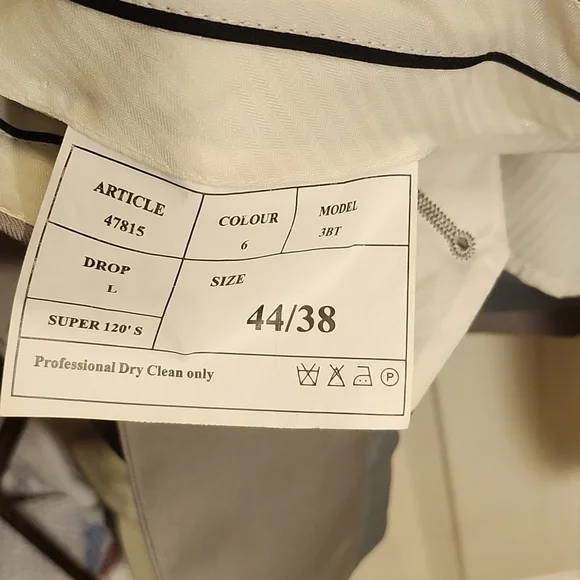 ARTICLE
47815
COLOUR
6
MODEL
3BT
DROP
L
SIZE
44/38
SUPER 120' S
Professional Dry Clean only
P